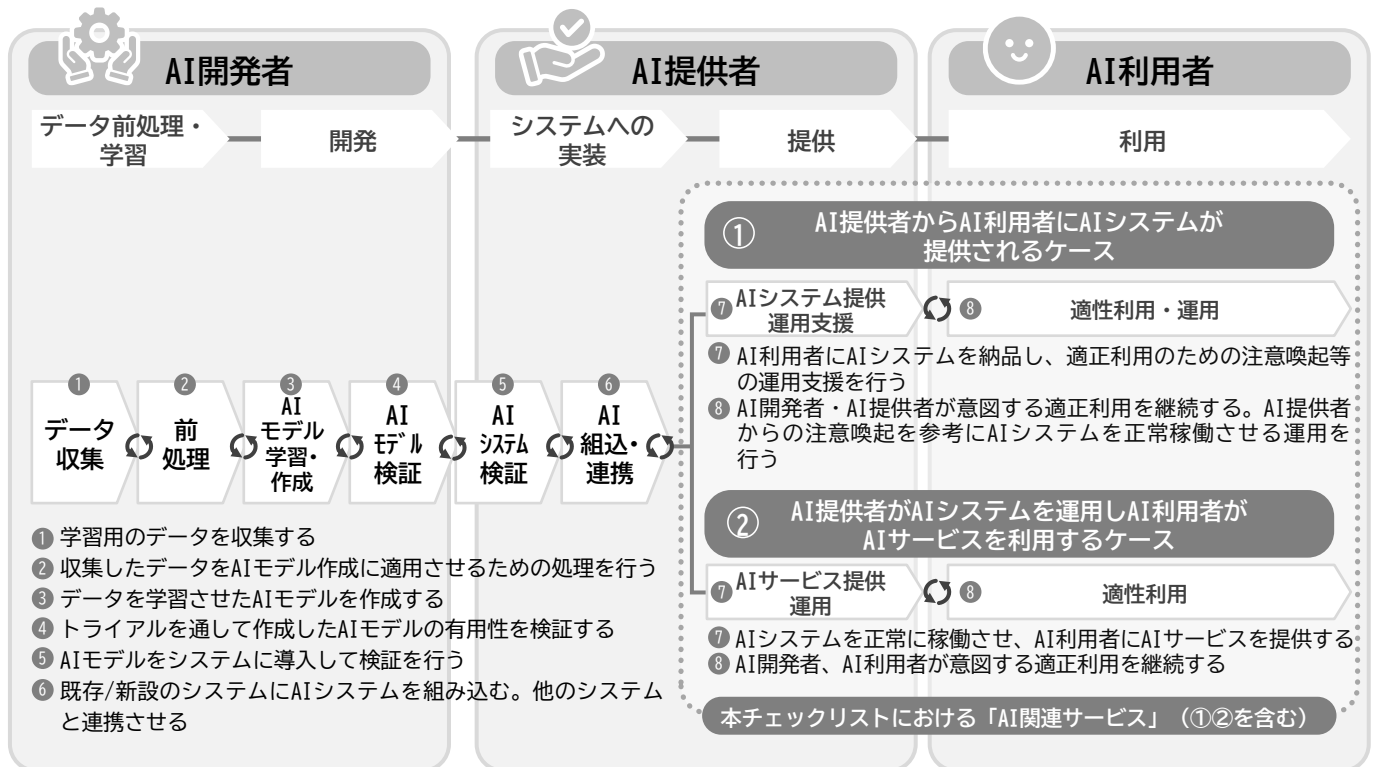 AI開発者
AI提供者
AI利用者
データ前処理・
学習
開発
システムへの
実装
提供
利用
① AI提供者からAI利用者にAIシステムが
提供されるケース
❼ AIシステム提供
運用支援
❽ 適性利用・運用
❼ AI利用者にAIシステムを納品し、適正利用のための注意喚起等
の運用支援を行う
❽ AI開発者・AI提供者が意図する適正利用を継続する。AI提供者
からの注意喚起を参考にAIシステムを正常稼働させる運用を
行う
❶
データ
収集
❷
前
処理
❸
AI
モデル
学習・
作成
❹
AI
ﾓﾃﾞﾙ
検証
❺
AI
ｼｽﾃﾑ
検証
❻
AI
組込・
連携
② AI提供者がAIシステムを運用しAI利用者が
AIサービスを利用するケース
❼ AIサービス提供
運用
❽ 適性利用
❼ AIシステムを正常に稼働させ、AI利用者にAIサービスを提供する
❽ AI開発者、AI利用者が意図する適正利用を継続する
本チェックリストにおける「AI関連サービス」（①②を含む）
❶ 学習用のデータを収集する
❷ 収集したデータをAIモデル作成に適用させるための処理を行う
❸ データを学習させたAIモデルを作成する
❹ トライアルを通して作成したAIモデルの有用性を検証する
❺ AIモデルをシステムに導入して検証を行う
❻ 既存/新設のシステムにAIシステムを組み込む。他のシステム
と連携させる